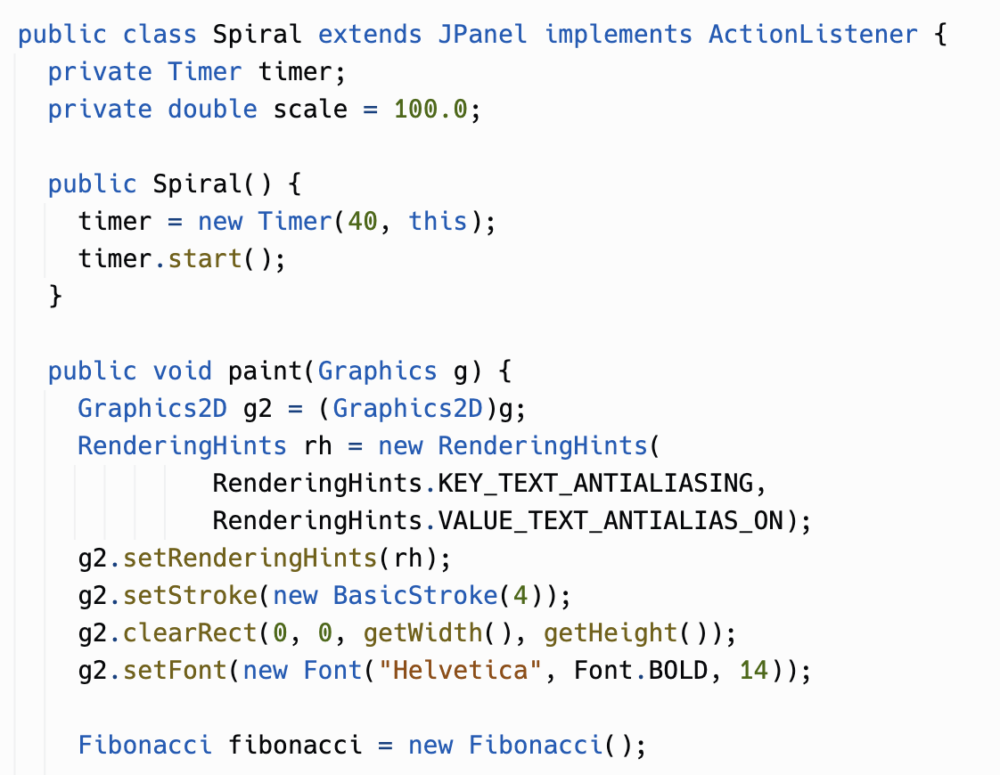 public class Spiral extends JPanel implements ActionListener {
  private Timer timer;
  private double scale = 100.0;

  public Spiral() {
    timer = new Timer(40, this);
    timer.start();
  }

  public void paint(Graphics g) {
    Graphics2D g2 = (Graphics2D)g;
    RenderingHints rh = new RenderingHints(
             RenderingHints.KEY_TEXT_ANTIALIASING,
             RenderingHints.VALUE_TEXT_ANTIALIAS_ON);
    g2.setRenderingHints(rh);
    g2.setStroke(new BasicStroke(4));
    g2.clearRect(0, 0, getWidth(), getHeight());
    g2.setFont(new Font("Helvetica", Font.BOLD, 14));

    Fibonacci fibonacci = new Fibonacci();